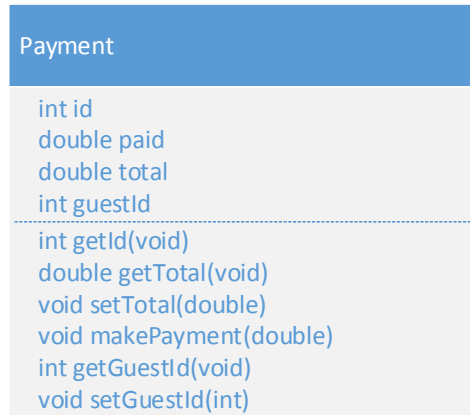 Payment
int id
double paid
double total
int guestId
int getId(void)
double getTotal(void)
void setTotal(double)
void makePayment(double)
int getGuestId(void)
void setGuestId(int)